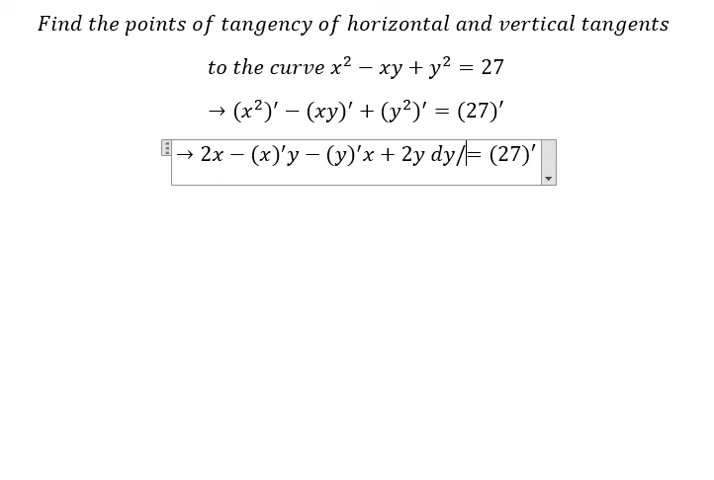 Find the points of tangency of horizontal and vertical tangents
to the curve x² − xy + y² = 27
→ (x²)′ − (xy)′ + (y²)′ = (27)′
→ 2x − (x)′y − (y)′x + 2y dy/= (27)′